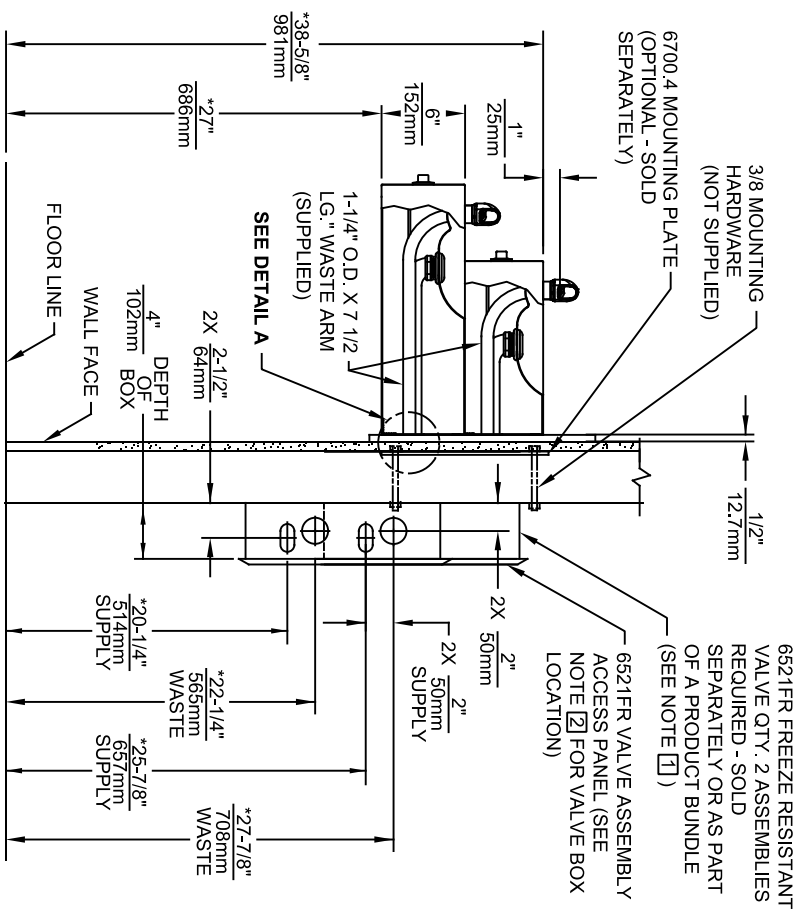 6521FR FREEZE RESISTANT
VALVE QTY. 2 ASSEMBLIES
REQUIRED - SOLD
SEPARATELY OR AS PART
OF A PRODUCT BUNDLE
(SEE NOTE 1)
3/8 MOUNTING
HARDWARE
(NOT SUPPLIED)
6700.4 MOUNTING PLATE
(OPTIONAL - SOLD
SEPARATELY)
1/2"
12.7mm
1"
25mm
*38-5/8"
981mm
6"
152mm
*27"
686mm
1-1/4" O.D. X 7 1/2
LG." WASTE ARM
(SUPPLIED)
SEE DETAIL A
6521FR VALVE ASSEMBLY
ACCESS PANEL (SEE
NOTE 2 FOR VALVE BOX
LOCATION)
2X 2"
50mm
2X 2"
50mm
SUPPLY
2X 2-1/2"
64mm
4"
102mm
DEPTH
OF
BOX
WALL FACE
FLOOR LINE
*20-1/4"
514mm
SUPPLY
*22-1/4"
565mm
WASTE
*25-7/8"
657mm
SUPPLY
*27-7/8"
708mm
WASTE